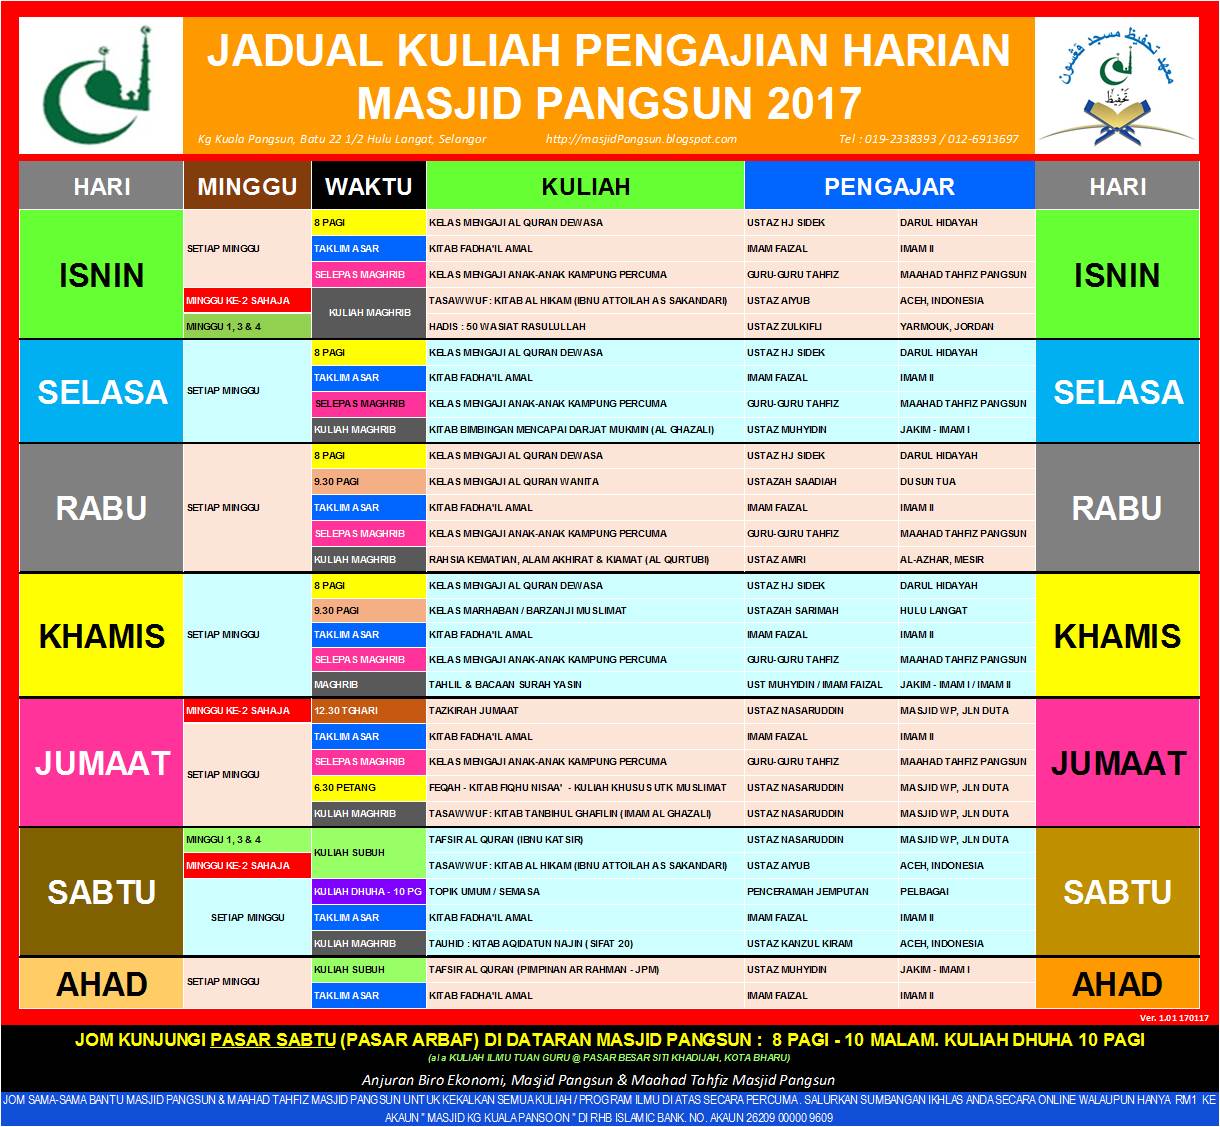 JADUAL KULIAH PENGAJIAN HARIAN
MASJID PANGSUN 2017
Kg Kuala Pangsun, Batu 22 1/2 Hulu Langat, Selangor http://masjidPangsun.blogspot.com Tel : 019-2338393 / 012-6913697
معهد تحفيظ مسجد ڤڠسون
تحفيظ
HARI MINGGU WAKTU KULIAH PENGAJAR HARI
ISNIN SETIAP MINGGU 8 PAGI KELAS MENGAJI AL QURAN DEWASA USTAZ HJ SIDEK DARUL HIDAYAH ISNIN
TAKLIM ASAR KITAB FADHA'IL AMAL IMAM FAIZAL IMAM II
SELEPAS MAGHRIB KELAS MENGAJI ANAK-ANAK KAMPUNG PERCUMA GURU-GURU TAHFIZ MAAHAD TAHFIZ PANGSUN
MINGGU KE-2 SAHAJA KULIAH MAGHRIB TASAWWUF : KITAB AL HIKAM (IBNU ATTOILAH AS SAKANDARI) USTAZ AIYUB ACEH, INDONESIA
MINGGU 1, 3 & 4 HADIS : 50 WASIAT RASULULLAH USTAZ ZULKIFLI YARMOUK, JORDAN
SELASA SETIAP MINGGU 8 PAGI KELAS MENGAJI AL QURAN DEWASA USTAZ HJ SIDEK DARUL HIDAYAH SELASA
TAKLIM ASAR KITAB FADHA'IL AMAL IMAM FAIZAL IMAM II
SELEPAS MAGHRIB KELAS MENGAJI ANAK-ANAK KAMPUNG PERCUMA GURU-GURU TAHFIZ MAAHAD TAHFIZ PANGSUN
KULIAH MAGHRIB KITAB BIMBINGAN MENCAPAI DARJAT MUKMIN (AL GHAZALI) USTAZ MUHYIDIN JAKIM - IMAM I
RABU SETIAP MINGGU 8 PAGI KELAS MENGAJI AL QURAN DEWASA USTAZ HJ SIDEK DARUL HIDAYAH RABU
9.30 PAGI KELAS MENGAJI AL QURAN WANITA USTAZAH SAADIAH DUSUN TUA
TAKLIM ASAR KITAB FADHA'IL AMAL IMAM FAIZAL IMAM II
SELEPAS MAGHRIB KELAS MENGAJI ANAK-ANAK KAMPUNG PERCUMA GURU-GURU TAHFIZ MAAHAD TAHFIZ PANGSUN
KULIAH MAGHRIB RAHSIA KEMATIAN, ALAM AKHIRAT & KIAMAT (AL QURTUBI) USTAZ AMRI AL-AZHAR, MESIR
KHAMIS SETIAP MINGGU 8 PAGI KELAS MENGAJI AL QURAN DEWASA USTAZ HJ SIDEK DARUL HIDAYAH KHAMIS
9.30 PAGI KELAS MARHABAN / BARZANJI MUSLIMAT USTAZAH SARIMAH HULU LANGAT
TAKLIM ASAR KITAB FADHA'IL AMAL IMAM FAIZAL IMAM II
SELEPAS MAGHRIB KELAS MENGAJI ANAK-ANAK KAMPUNG PERCUMA GURU-GURU TAHFIZ MAAHAD TAHFIZ PANGSUN
MAGHRIB TAHLIL & BACAAN SURAH YASIN UST MUHYIDIN / IMAM FAIZAL JAKIM - IMAM I / IMAM II
JUMAAT MINGGU KE-2 SAHAJA 12.30 TGHARI TAZKIRAH JUMAAT USTAZ NASARUDDIN MASJID WP, JLN DUTA JUMAAT
SETIAP MINGGU TAKLIM ASAR KITAB FADHA'IL AMAL IMAM FAIZAL IMAM II
SELEPAS MAGHRIB KELAS MENGAJI ANAK-ANAK KAMPUNG PERCUMA GURU-GURU TAHFIZ MAAHAD TAHFIZ PANGSUN
6.30 PETANG FEQAH - KITAB FIQHU NISAA' - KULIAH KHUSUS UTK MUSLIMAT USTAZ NASARUDDIN MASJID WP, JLN DUTA
KULIAH MAGHRIB TASAWWUF : KITAB TANBIHUL GHAFILIN (IMAM AL GHAZALI) USTAZ NASARUDDIN MASJID WP, JLN DUTA
SABTU MINGGU 1, 3 & 4 KULIAH SUBUH TAFSIR AL QURAN (IBNU KATSIR) USTAZ NASARUDDIN MASJID WP, JLN DUTA SABTU
MINGGU KE-2 SAHAJA TASAWWUF : KITAB AL HIKAM (IBNU ATTOILAH AS SAKANDARI) USTAZ AIYUB ACEH, INDONESIA
SETIAP MINGGU KULIAH DHUHA - 10 PG TOPIK UMUM / SEMASA PENCERAMAH JEMPUTAN PELBAGAI
TAKLIM ASAR KITAB FADHA'IL AMAL IMAM FAIZAL IMAM II
KULIAH MAGHRIB TAUHID : KITAB AQIDATUN NAJIN (SIFAT 20) USTAZ KANZUL KIRAM ACEH, INDONESIA
AHAD SETIAP MINGGU KULIAH SUBUH TAFSIR AL QURAN (PIMPINAN AR RAHMAN - JPM) USTAZ MUHYIDIN JAKIM - IMAM I AHAD
TAKLIM ASAR KITAB FADHA'IL AMAL IMAM FAIZAL IMAM II
Ver. 1.01 170117
JOM KUNJUNGI PASAR SABTU (PASAR ARBAF) DI DATARAN MASJID PANGSUN : 8 PAGI - 10 MALAM. KULIAH DHUHA 10 PAGI
(al a KULIAH ILMU TUAN GURU @ PASAR BESAR SITI KHADIJAH, KOTA BHARU)
Anjuran Biro Ekonomi, Masjid Pangsun & Maahad Tahfiz Masjid Pangsun
JOM SAMA-SAMA BANTU MASJID PANGSUN & MAAHAD TAHFIZ MASJID PANGSUN UNTUK KEKALKAN SEMUA KULIAH / PROGRAM ILMU DI ATAS SECARA PERCUMA. SALURKAN SUMBANGAN IKHLAS ANDA SECARA ONLINE WALAUPUN HANYA RM1 KE
AKAUN " MASJID KG KUALA PANSOON " DI RHB ISLAMIC BANK. NO. AKAUN 26209 00000 9609